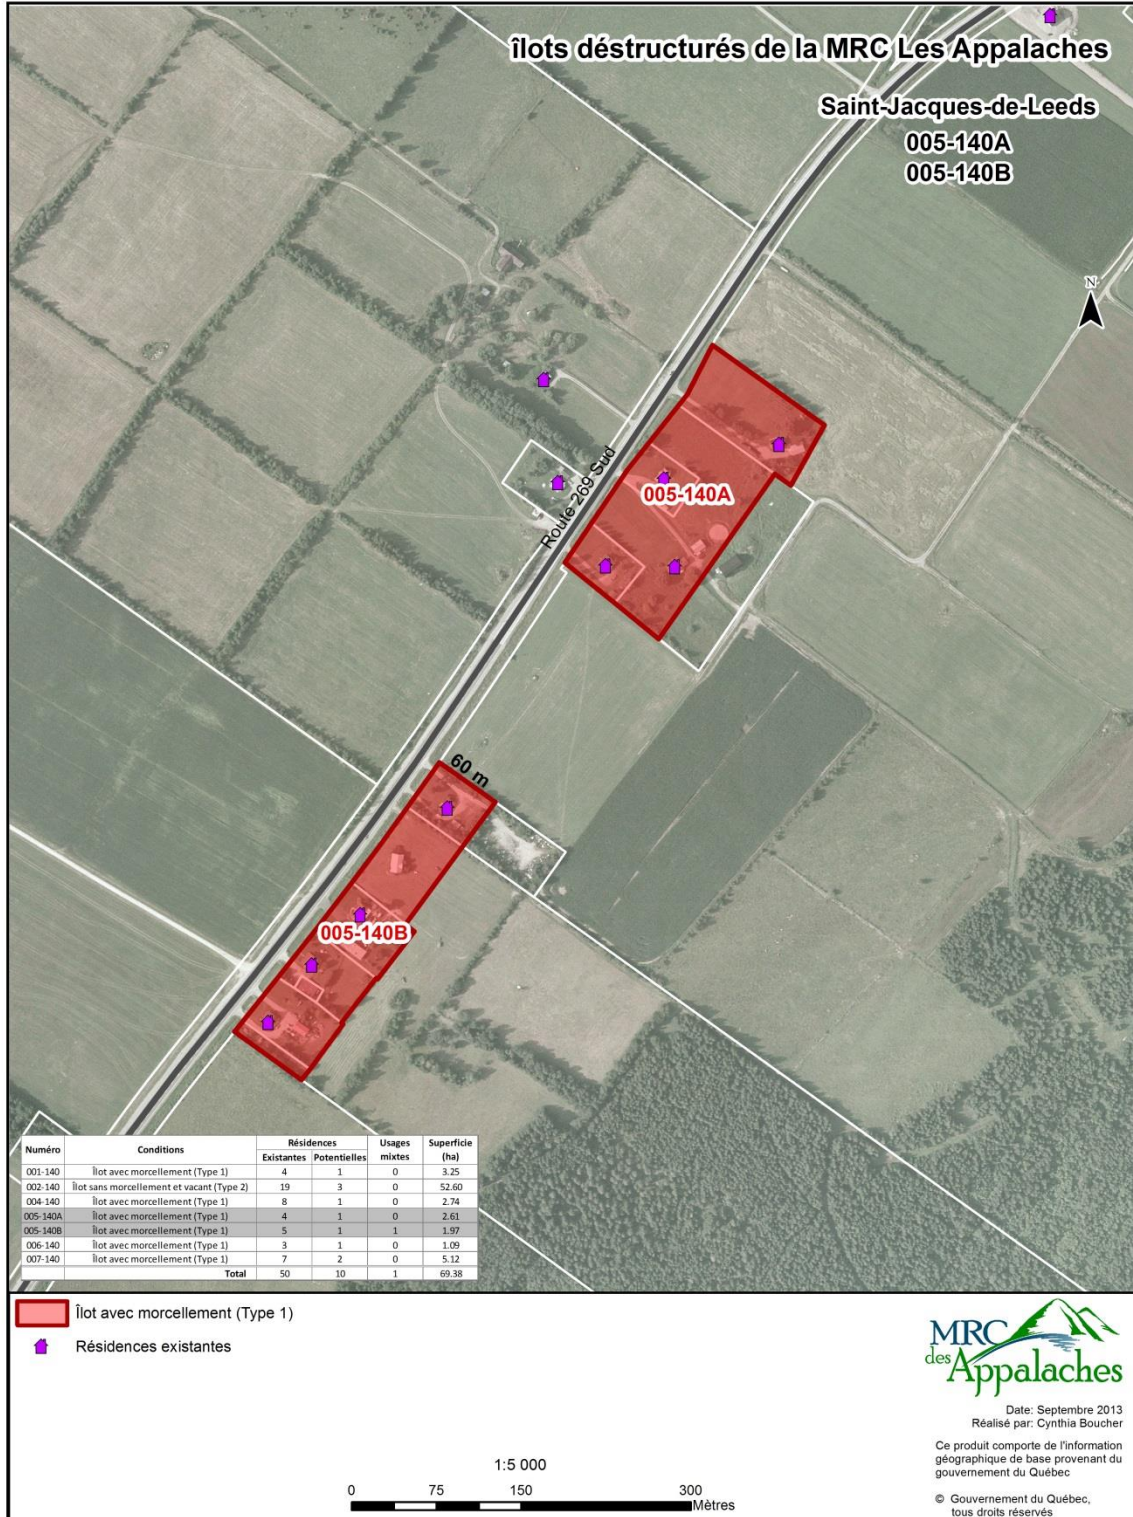 îlots déstructurés de la MRC Les Appalaches
Saint-Jacques-de-Leeds
005-140A
005-140B
N
Route 269 Sud
005-140A
60 m
005-140B
Numéro Conditions Résidences Usages mixtes Superficie (ha)
Existantes Potentielles
001-140 Îlot avec morcellement (Type 1) 4 1 0 3.25
002-140 Îlot sans morcellement et vacant (Type 2) 19 3 0 52.60
004-140 Îlot avec morcellement (Type 1) 8 1 0 2.74
005-140A Îlot avec morcellement (Type 1) 4 1 0 2.61
005-140B Îlot avec morcellement (Type 1) 5 1 1 1.97
006-140 Îlot avec morcellement (Type 1) 3 1 0 1.09
007-140 Îlot avec morcellement (Type 1) 7 2 0 5.12
Total 50 10 1 69.38
Îlot avec morcellement (Type 1)
Résidences existantes
MRC
des Appalaches
Date: Septembre 2013
Réalisé par: Cynthia Boucher
Ce produit comporte de l'information
géographique de base provenant du
gouvernement du Québec
© Gouvernement du Québec,
tous droits réservés
1:5 000
0 75 150 300
Mètres